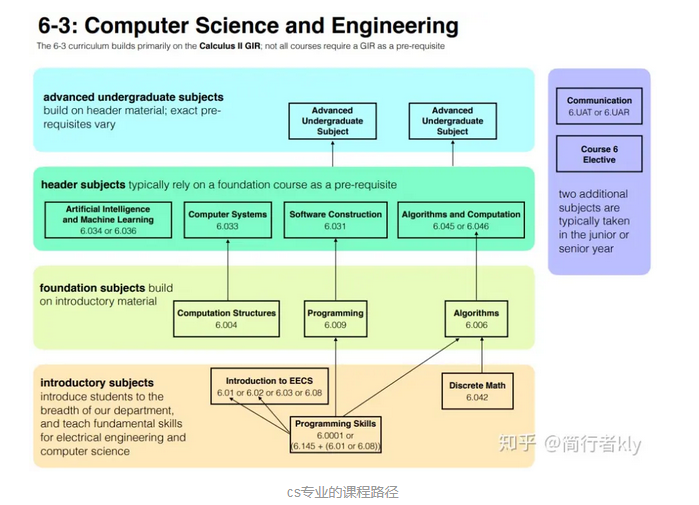 6-3: Computer Science and Engineering
The 6-3 curriculum builds primarily on the Calculus II GIR; not all courses require a GIR as a pre-requisite
advanced undergraduate subjects
build on header material; exact pre-
requisites vary
Advanced
Undergraduate
Subject
Advanced
Undergraduate
Subject
Communication
6.UAT or 6.UAR
Course 6
Elective
two additional
subjects are
typically taken
in the junior or
senior year
header subjects typically rely on a foundation course as a pre-requisite
Artificial Intelligence
and Machine Learning
6.034 or 6.036
Computer Systems
6.033
Software Construction
6.031
Algorithms and Computation
6.045 or 6.046
foundation subjects build
on introductory material
Computation Structures
6.004
Programming
6.009
Algorithms
6.006
introductory subjects
introduce students to the
breadth of our department,
and teach fundamental skills
for electrical engineering and
computer science
Introduction to EECS
6.01 or 6.02 or 6.03 or 6.08
Discrete Math
6.042
Programming Skills
6.0001 or
(6.145 + (6.01 or 6.08))
知乎 @简行者kly
cs专业的课程路径